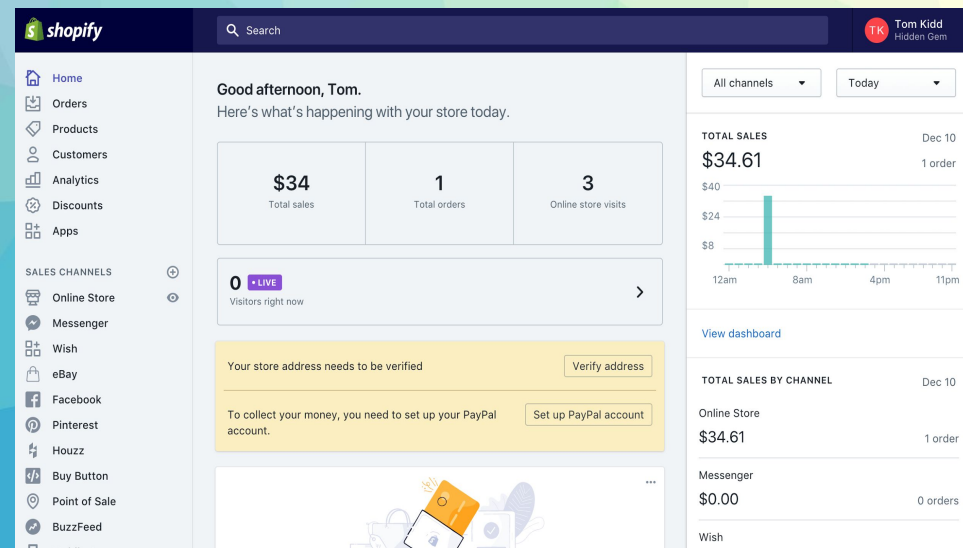 shopify
Search
TK
Tom Kidd
Hidden Gem
Home
Orders
Products
Customers
Analytics
Discounts
Apps
SALES CHANNELS
Online Store
Messenger
Wish
eBay
Facebook
Pinterest
Houzz
Buy Button
Point of Sale
BuzzFeed
Good afternoon, Tom.
Here's what's happening with your store today.
$34
Total sales
1
Total orders
3
Online store visits
0 • LIVE
Visitors right now
Your store address needs to be verified
Verify address
To collect your money, you need to set up your PayPal
account.
Set up PayPal account
All channels
Today
TOTAL SALES
Dec 10
$34.61
1 order
$40
$24
$8
12am
8am
4pm
11pm
View dashboard
TOTAL SALES BY CHANNEL
Dec 10
Online Store
$34.61
1 order
Messenger
$0.00
0 orders
Wish